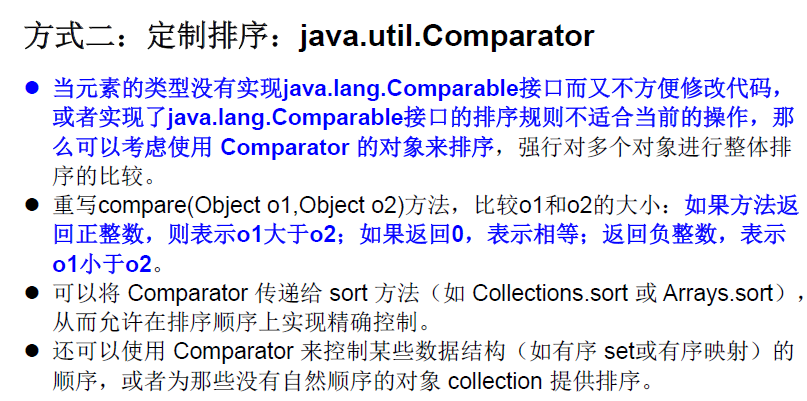 方式二：定制排序：java.util.Comparator
● 当元素的类型没有实现java.lang.Comparable接口而又不方便修改代码，
或者实现了java.lang.Comparable接口的排序规则不适合当前的操作，那
么可以考虑使用 Comparator 的对象来排序，强行对多个对象进行整体排
序的比较。
● 重写compare(Object o1,Object o2)方法，比较o1和o2的大小：如果方法返
回正整数，则表示o1大于o2；如果返回0，表示相等；返回负整数，表示
o1小于o2。
● 可以将 Comparator 传递给 sort 方法（如 Collections.sort 或 Arrays.sort），
从而允许在排序顺序上实现精确控制。
● 还可以使用 Comparator 来控制某些数据结构（如有序 set或有序映射）的
顺序，或者为那些没有自然顺序的对象 collection 提供排序。